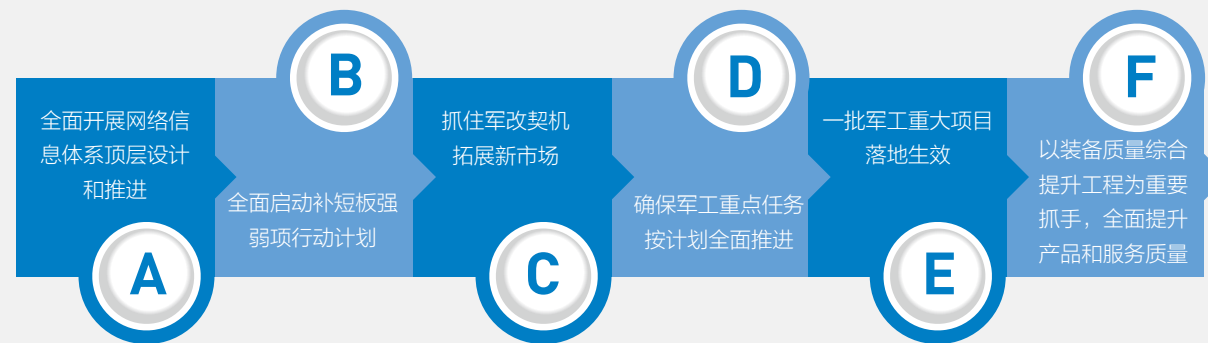 A
全面开展网络信
息体系顶层设计
和推进
B
全面启动补短板强
弱项行动计划
C
抓住军改契机
拓展新市场
D
确保军工重点任务
按计划全面推进
E
一批军工重大项目
落地生效
F
以装备质量综合
提升工程为重要
抓手，全面提升
产品和服务质量